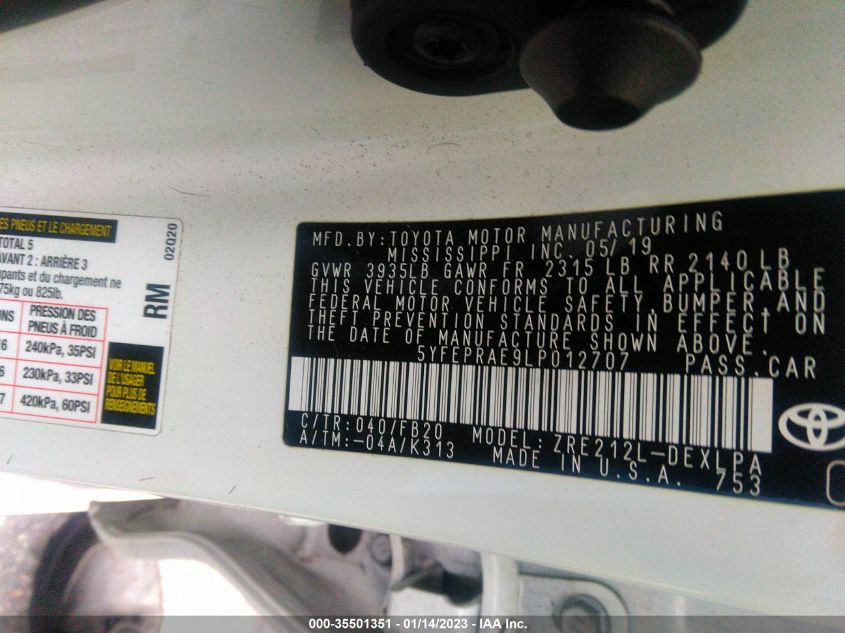 ES PNEUS ET LE CHARGEMENT
TOTAL 5
AVANT 2 : ARRIÈRE 3
upants et du chargement ne
75kg ou 825lb.
PRESSION DES
PNEUS À FROID
240kPa, 35PSI
230kPa, 33PSI
420kPa, 60PSI
VOIR LE MANUEL
DE L'USAGER
POUR PLUS DE
RENSEIGNEMENTS
02Q20
RM
MFD.BY:TOYOTA MOTOR MANUFACTURING
MISSISSIPPI INC. 05/19
GVWR 3935LB GAWR FR 2315 LB RR 2140LB
THIS VEHICLE CONFORMS TO ALL APPLICABLE
FEDERAL MOTOR VEHICLE SAFETY,BUMPER,AND
THEFT PREVENTION STANDARDS IN EFFECT ON
THE DATE OF MANUFACTURE SHOWN ABOVE.
5YFEPRAE9LP012707 PASS.CAR
C/TR:040/FB20 MODEL:ZRE212L-DEXLPA
A/TM:-04A/K313 MADE IN U.S.A. 753
000-35501351 - 01/14/2023 - IAA Inc.